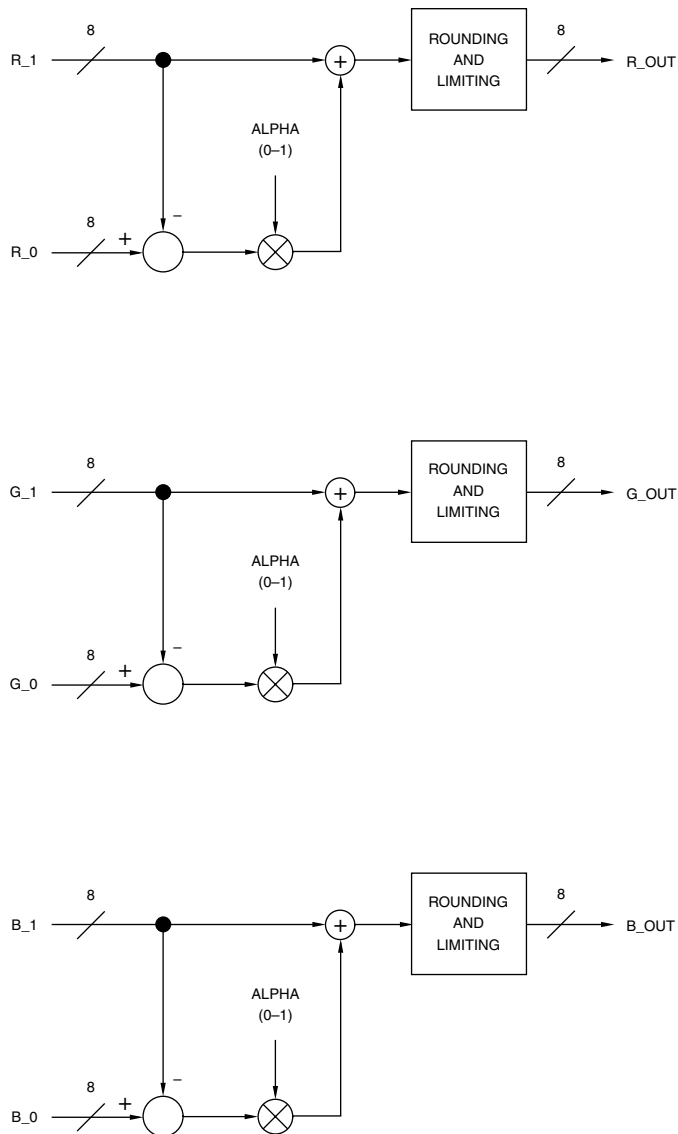 8
8
R_1
+
ROUNDING
AND
LIMITING
R_OUT
ALPHA
(0–1)
8
–
+
R_0
8
8
G_1
+
ROUNDING
AND
LIMITING
G_OUT
ALPHA
(0–1)
8
–
+
G_0
8
8
B_1
+
ROUNDING
AND
LIMITING
B_OUT
ALPHA
(0–1)
8
–
+
B_0